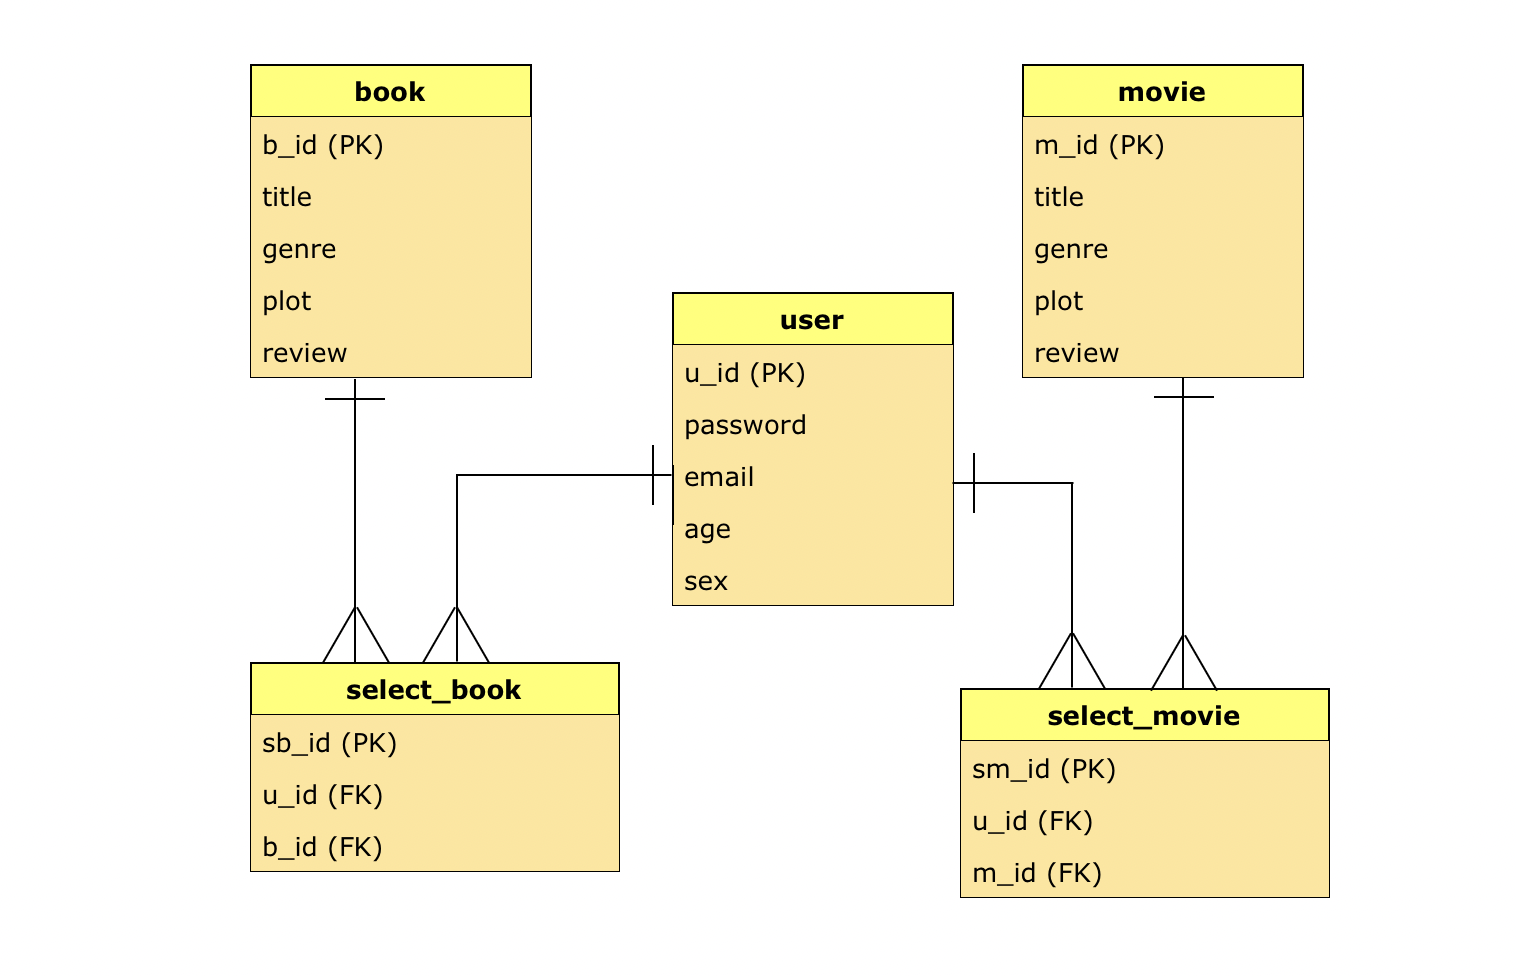 book
b_id (PK)
title
genre
plot
review
movie
m_id (PK)
title
genre
plot
review
user
u_id (PK)
password
email
age
sex
select_book
sb_id (PK)
u_id (FK)
b_id (FK)
select_movie
sm_id (PK)
u_id (FK)
m_id (FK)